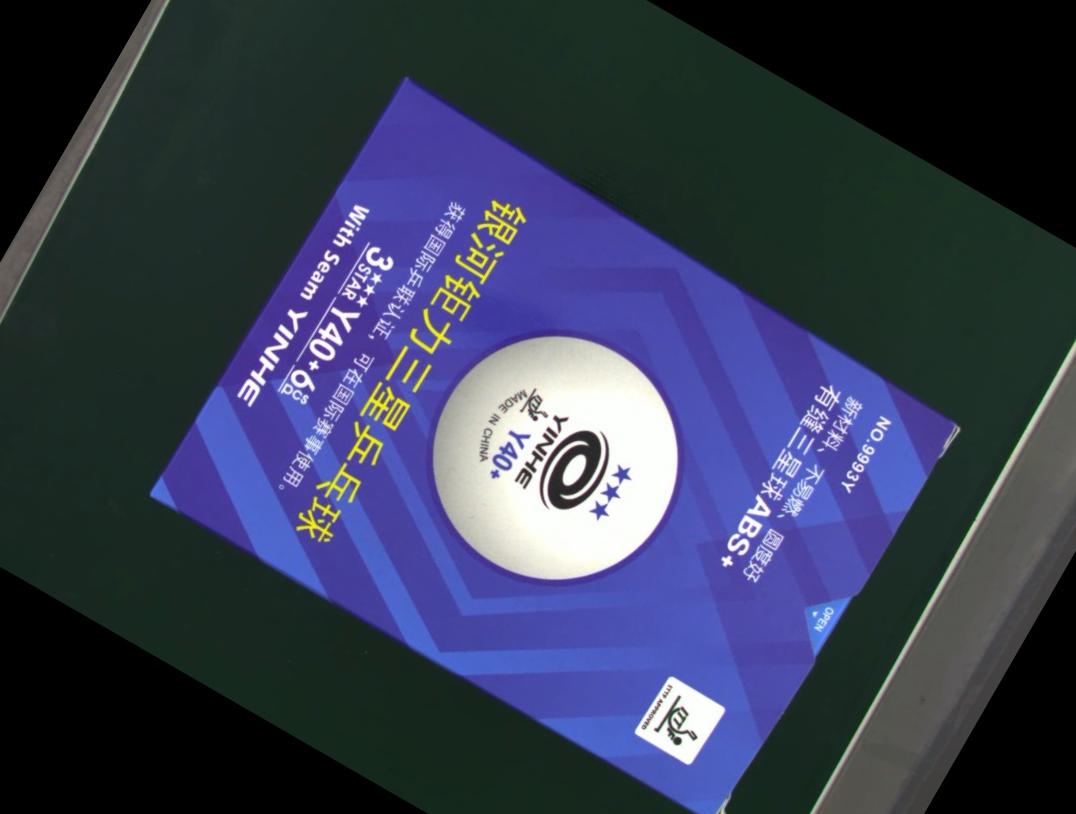 NO.9993Y
新材料、不易燃、圆度好
有缝三星球ABS+
OPEN
★★★
YINHE
Y40+
MADE IN CHINA
银河钜力三星乒乓球
获得国际乒联认证，可在国际赛事使用。
3★★★ STAR Y40+
With Seam YINHE
ITTF APPROVED